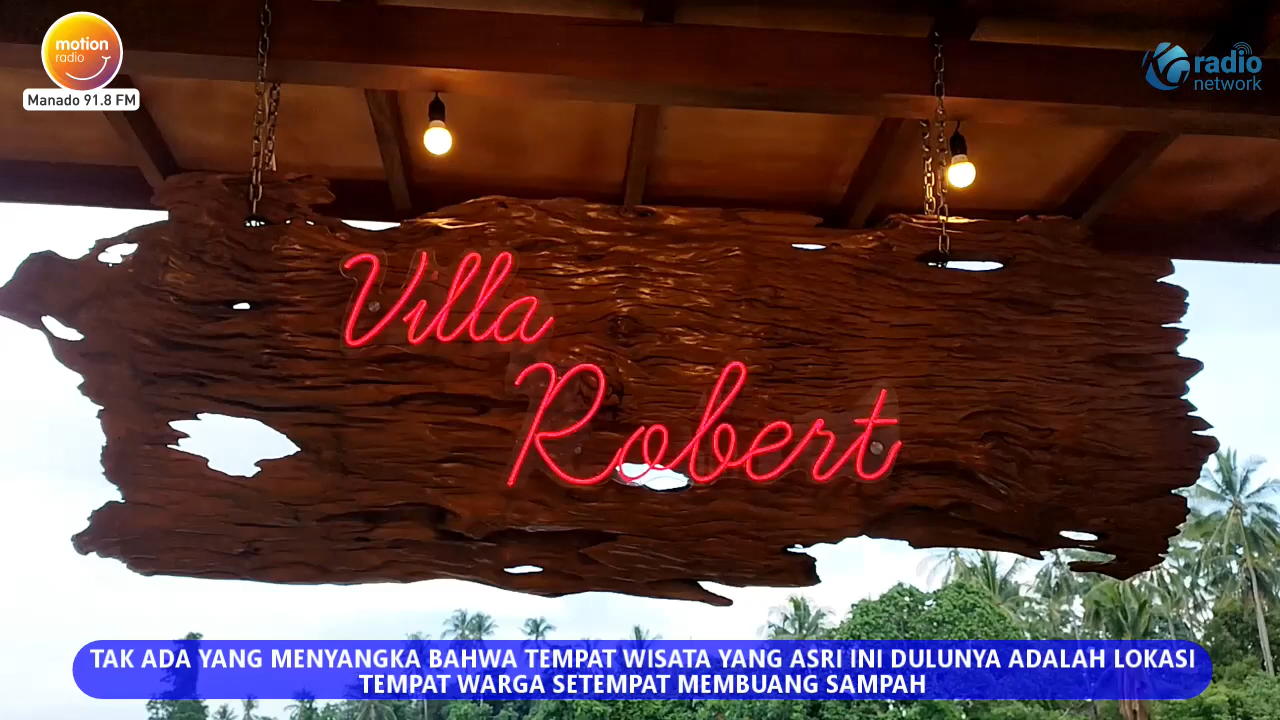 motion
radio
Manado 91.8 FM
radio
network
Villa
Robert
TAK ADA YANG MENYANGKA BAHWA TEMPAT WISATA YANG ASRI INI DULUNYA ADALAH LOKASI
TEMPAT WARGA SETEMPAT MEMBUANG SAMPAH